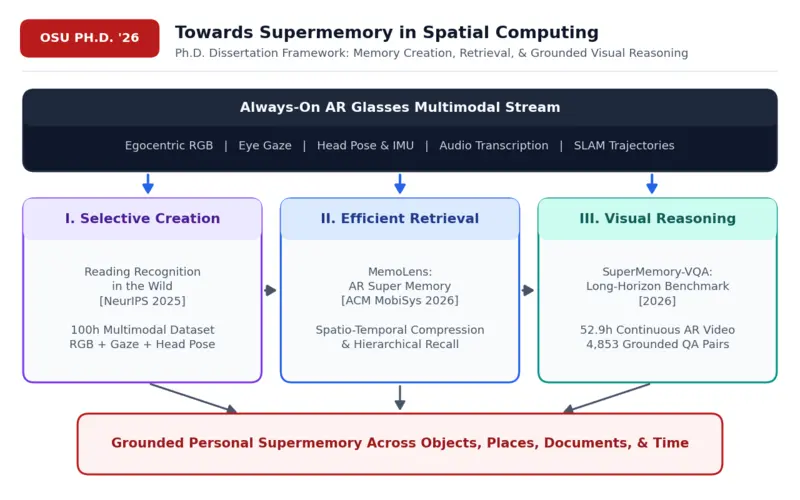 OSU PH.D. '26
Towards Supermemory in Spatial Computing
Ph.D. Dissertation Framework: Memory Creation, Retrieval, & Grounded Visual Reasoning
Always-On AR Glasses Multimodal Stream
Egocentric RGB | Eye Gaze | Head Pose & IMU | Audio Transcription | SLAM Trajectories
I. Selective Creation
Reading Recognition
in the Wild
[NeurIPS 2025]
100h Multimodal Dataset
RGB + Gaze + Head Pose
II. Efficient Retrieval
MemoLens:
AR Super Memory
[ACM MobiSys 2026]
Spatio-Temporal Compression
& Hierarchical Recall
III. Visual Reasoning
SuperMemory-VQA:
Long-Horizon Benchmark
[2026]
52.9h Continuous AR Video
4,853 Grounded QA Pairs
Grounded Personal Supermemory Across Objects, Places, Documents, & Time